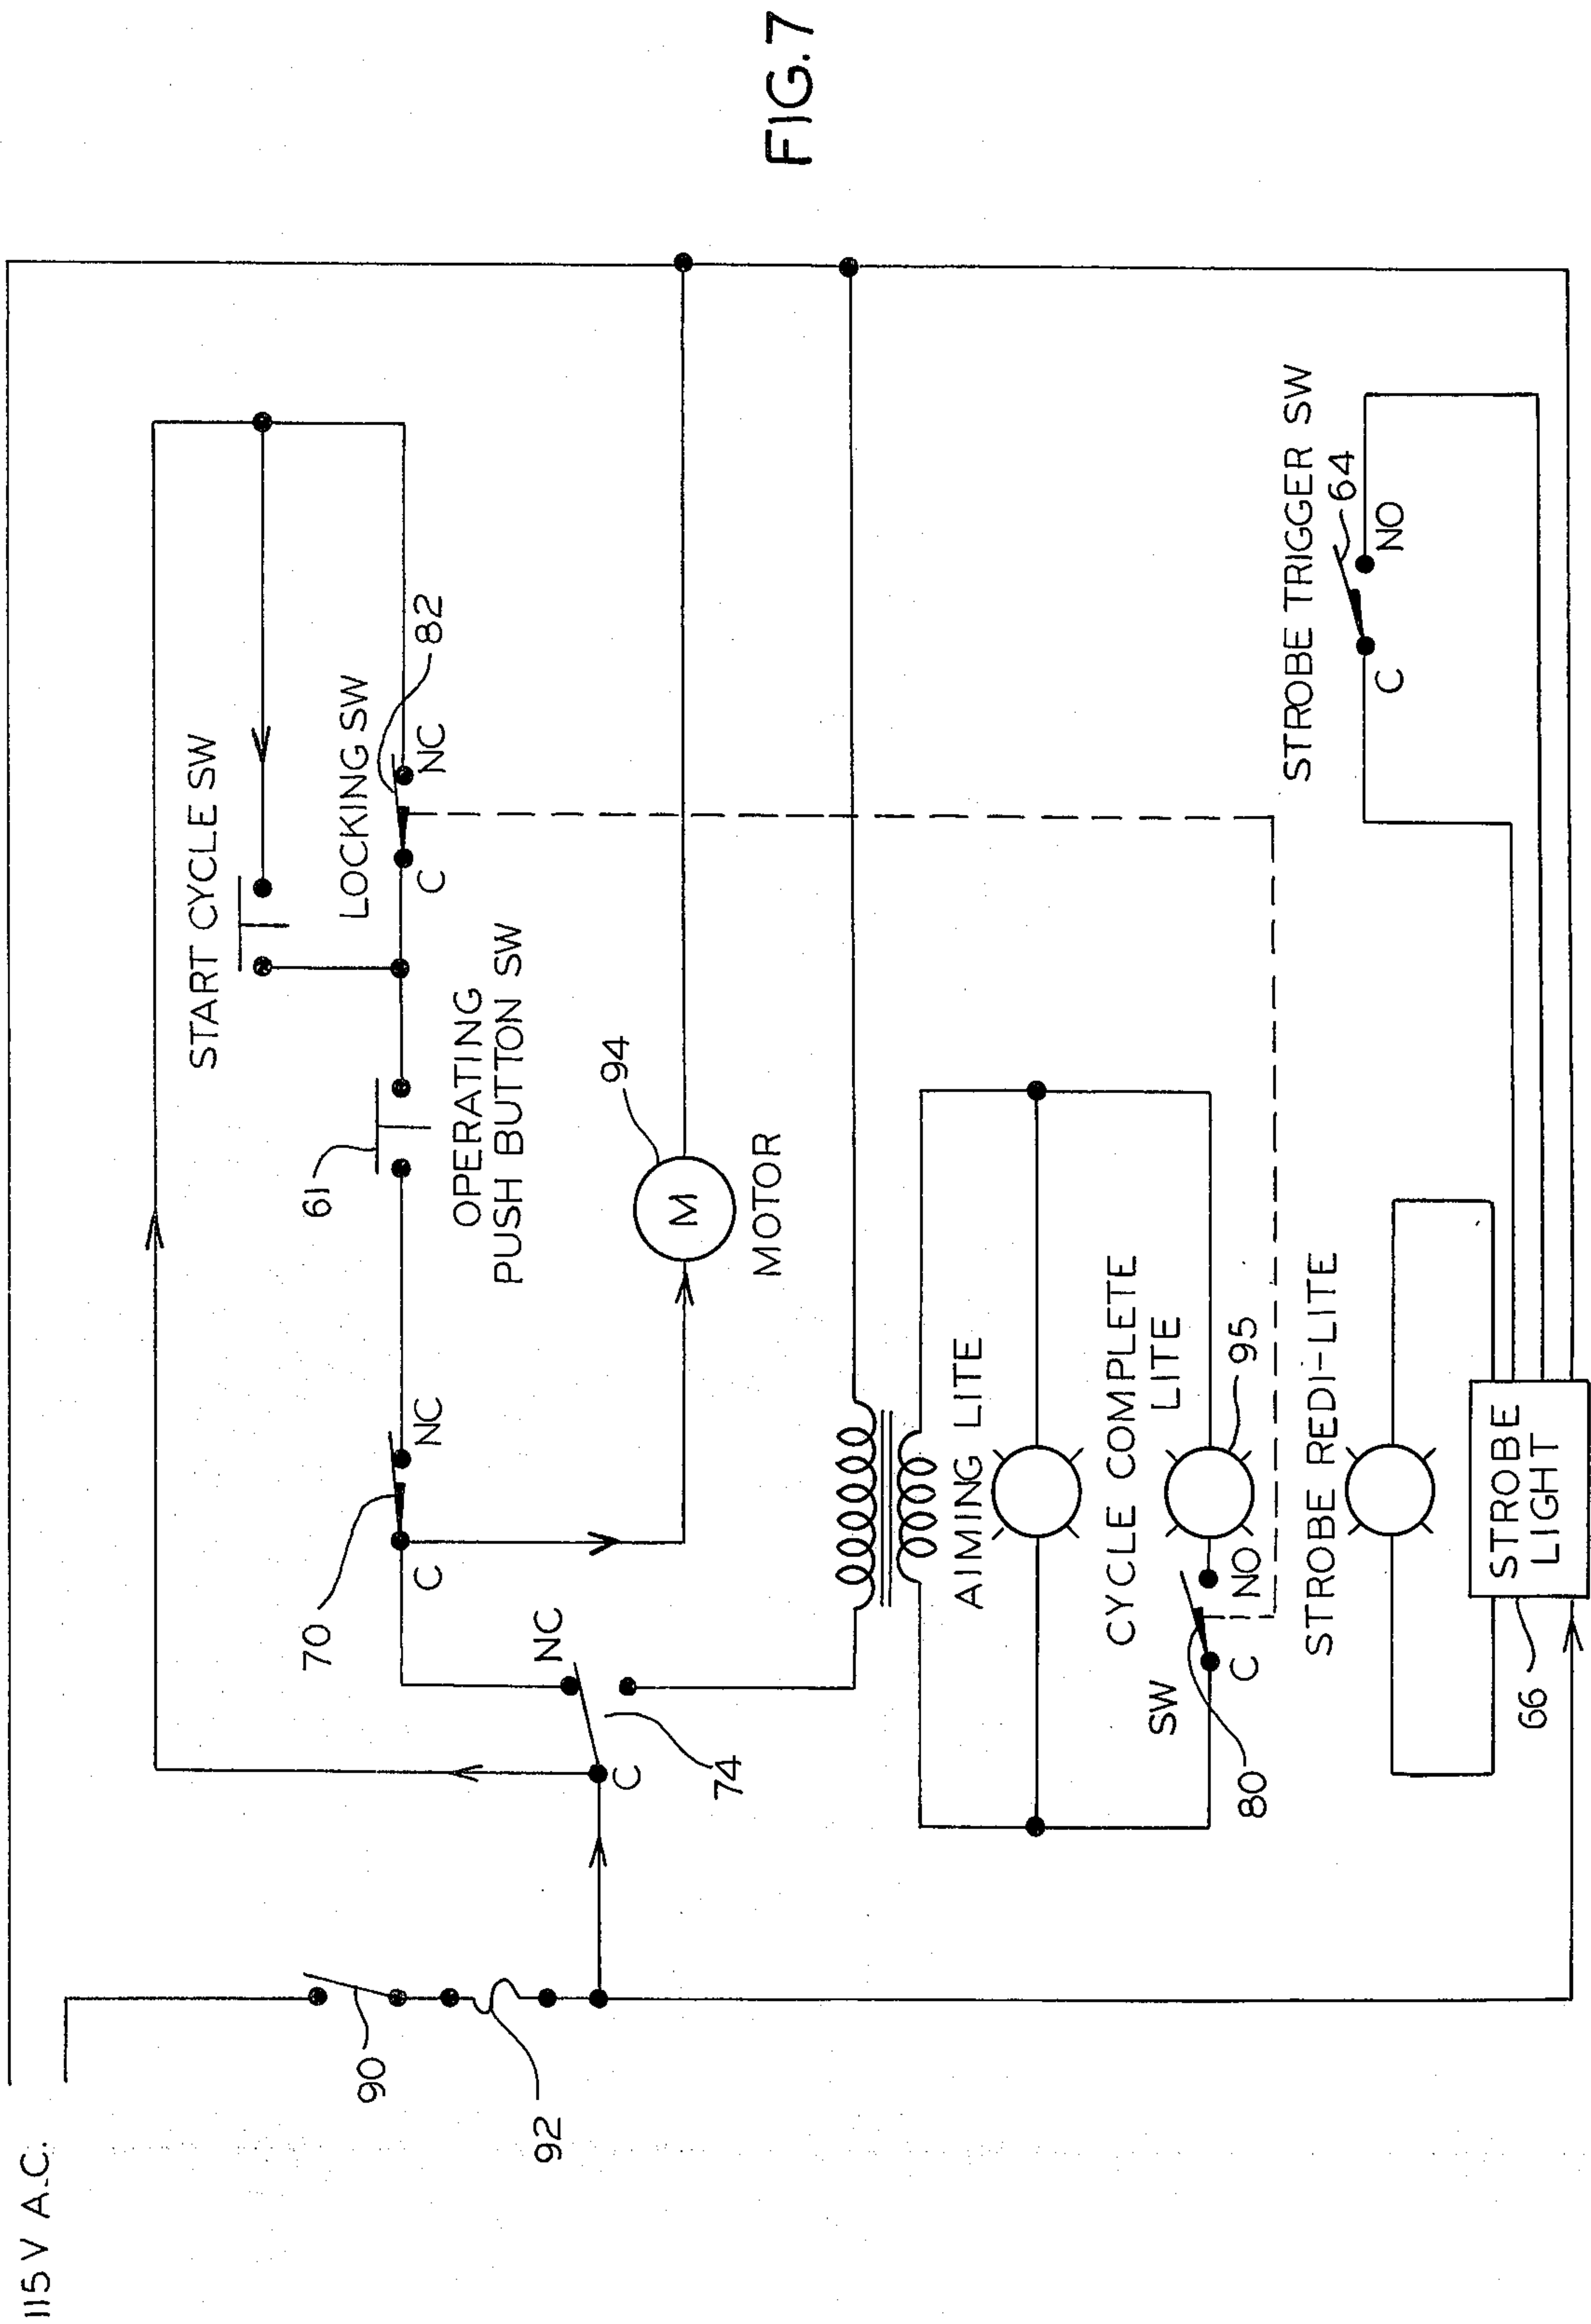 115 V A.C.
90
92
START CYCLE SW
LOCKING SW
82
NC
C
61
OPERATING
PUSH BUTTON SW
70
NC
C
NC
C
74
94
M
MOTOR
AIMING LITE
CYCLE COMPLETE
LITE
95
SW
80
C
NO
STROBE REDI-LITE
STROBE
LIGHT
66
STROBE TRIGGER SW
64
NO
C
FIG.7